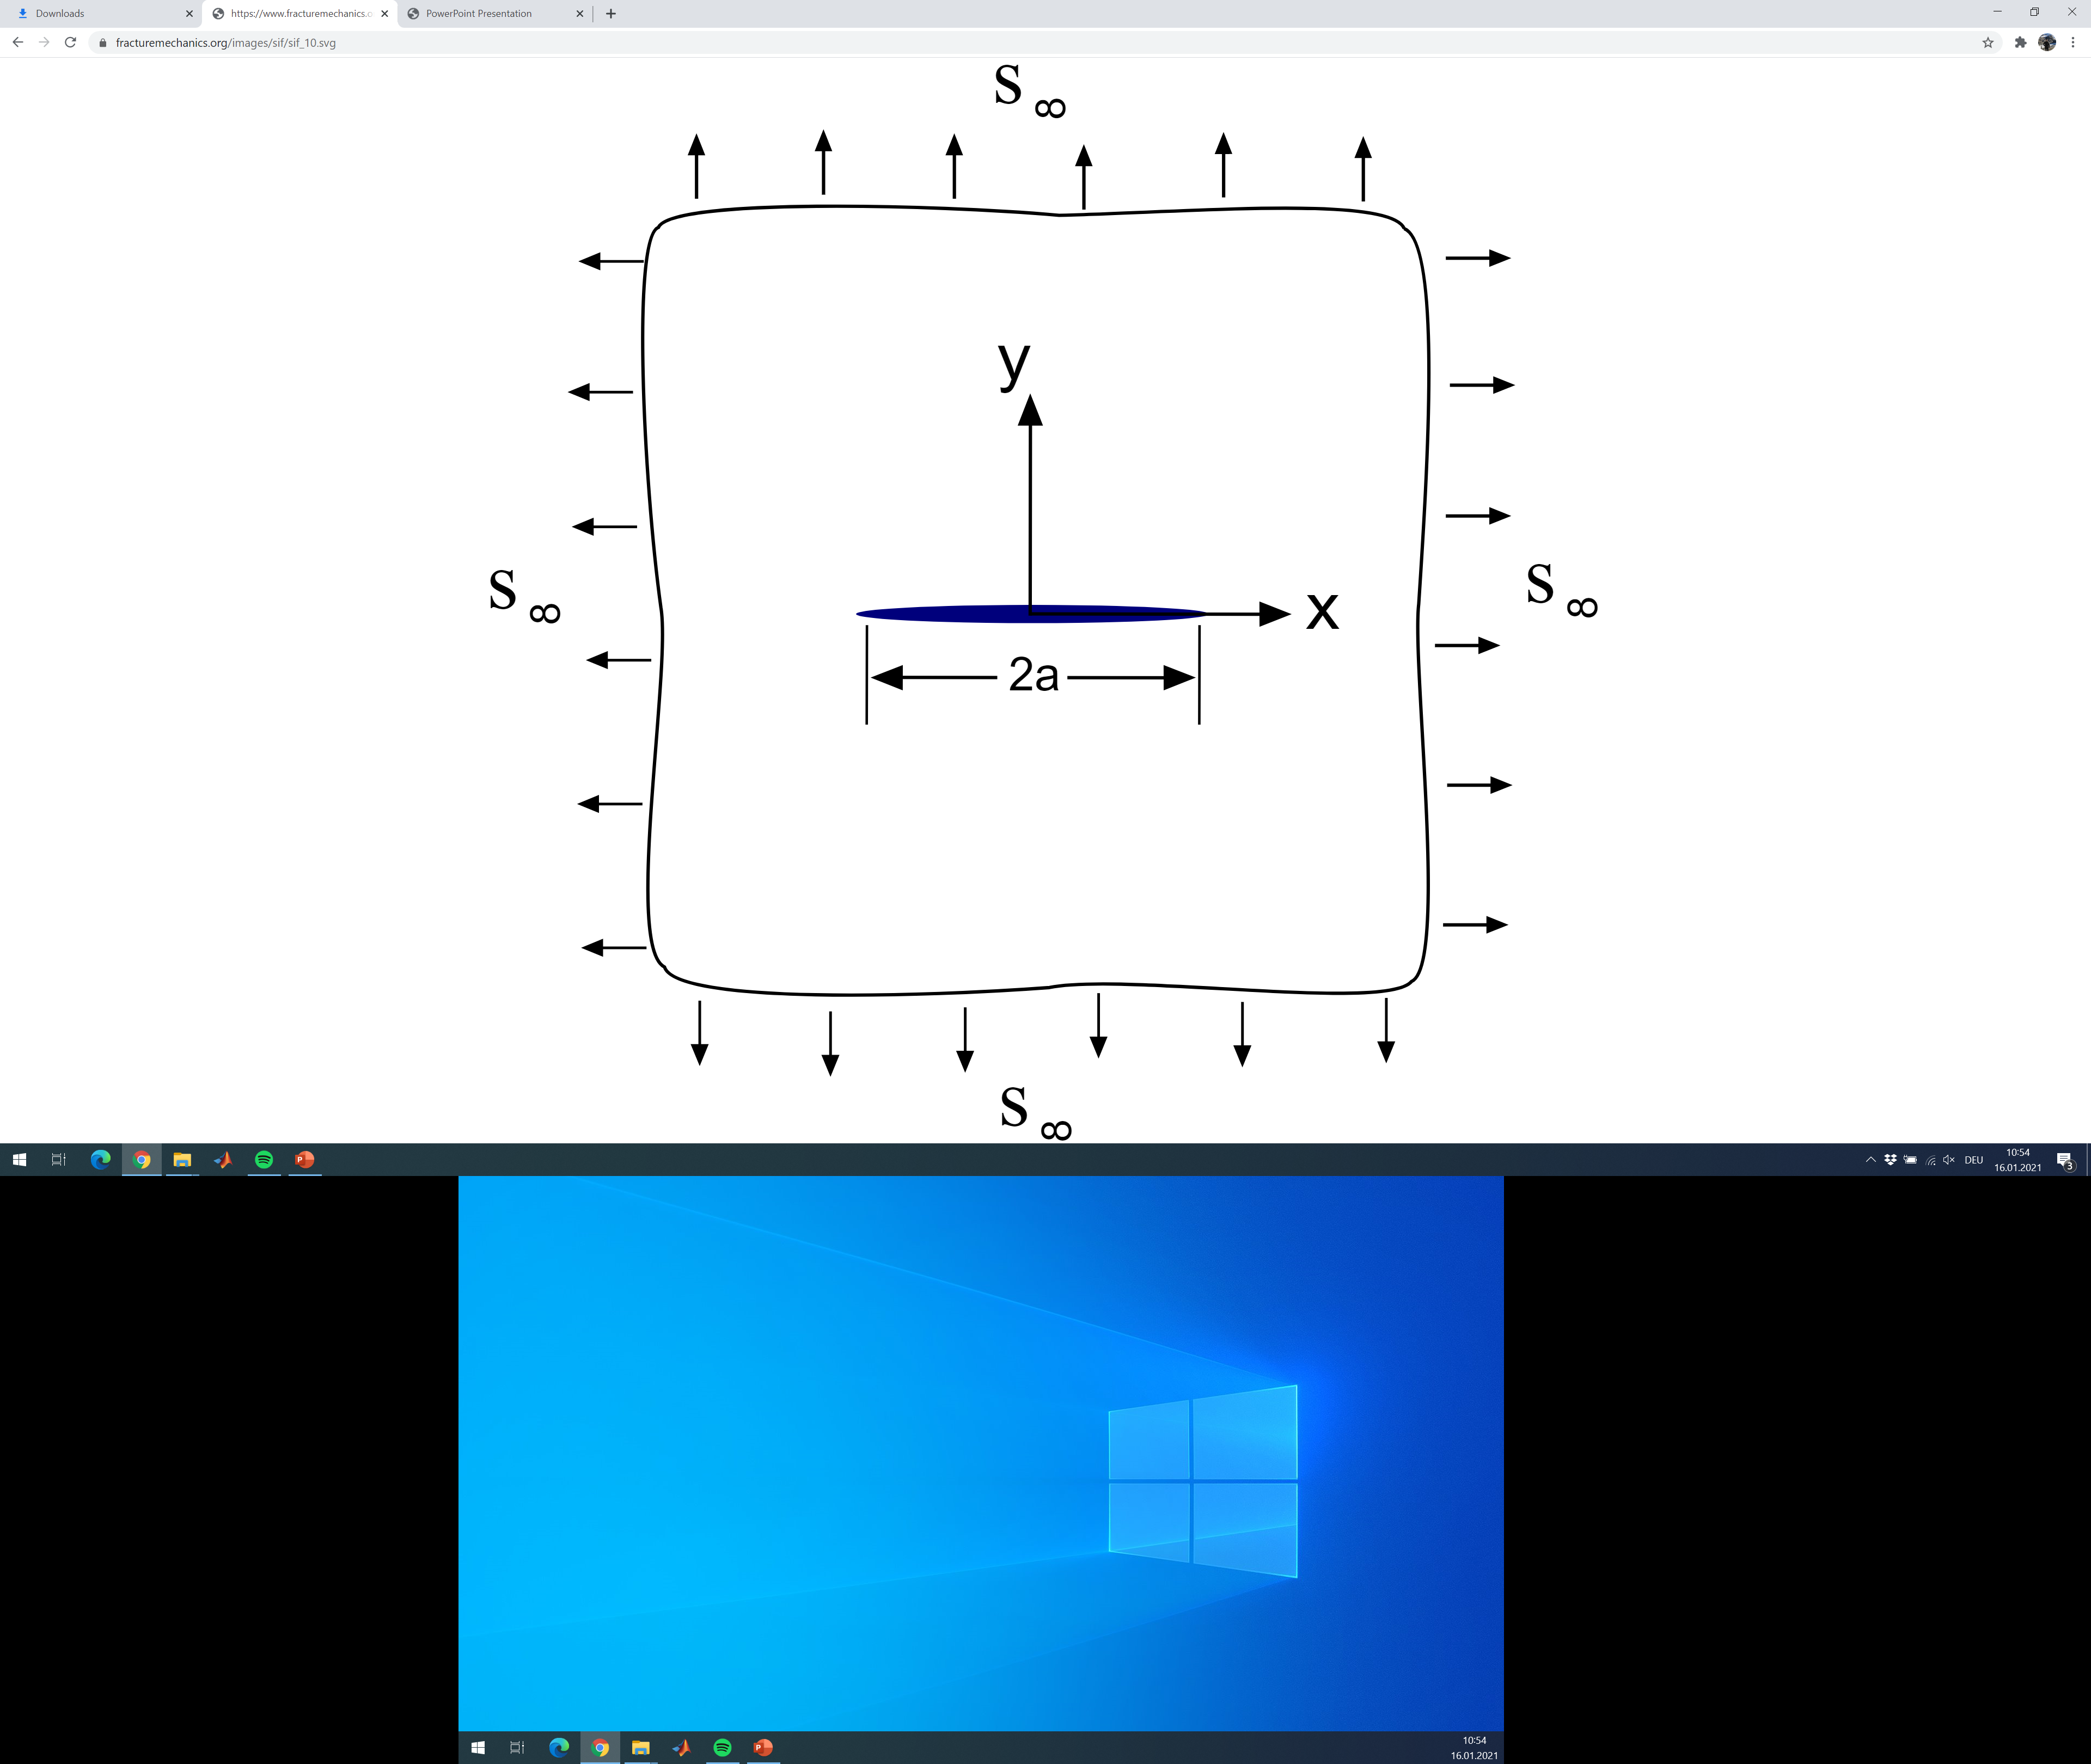 Downloads
https://www.fracturemechanics.o
PowerPoint Presentation
fracturemechanics.org/images/sif/sif_10.svg
S ∞
y
S ∞
x
S ∞
2a
S ∞
DEU
10:54
16.01.2021
3
10:54
16.01.2021